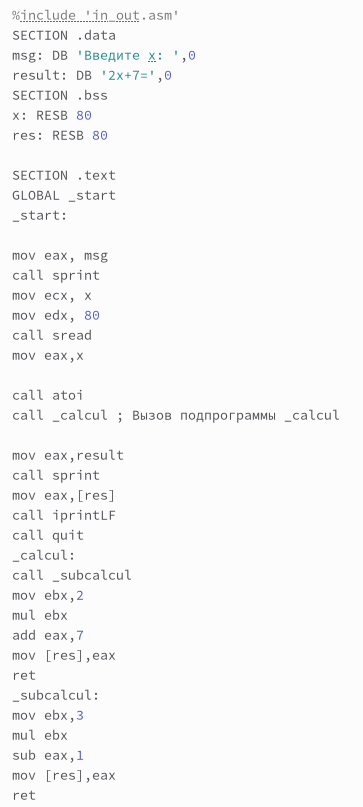 %include 'in_out.asm'
SECTION .data
msg: DB 'Введите x: ',0
result: DB '2x+7=',0
SECTION .bss
x: RESB 80
res: RESB 80
SECTION .text
GLOBAL _start
_start:
mov eax, msg
call sprint
mov ecx, x
mov edx, 80
call sread
mov eax,x
call atoi
call _calcul ; Вызов подпрограммы _calcul
mov eax,result
call sprint
mov eax,[res]
call iprintLF
call quit
_calcul:
call _subcalcul
mov ebx,2
mul ebx
add eax,7
mov [res],eax
ret
_subcalcul:
mov ebx,3
mul ebx
sub eax,1
mov [res],eax
ret